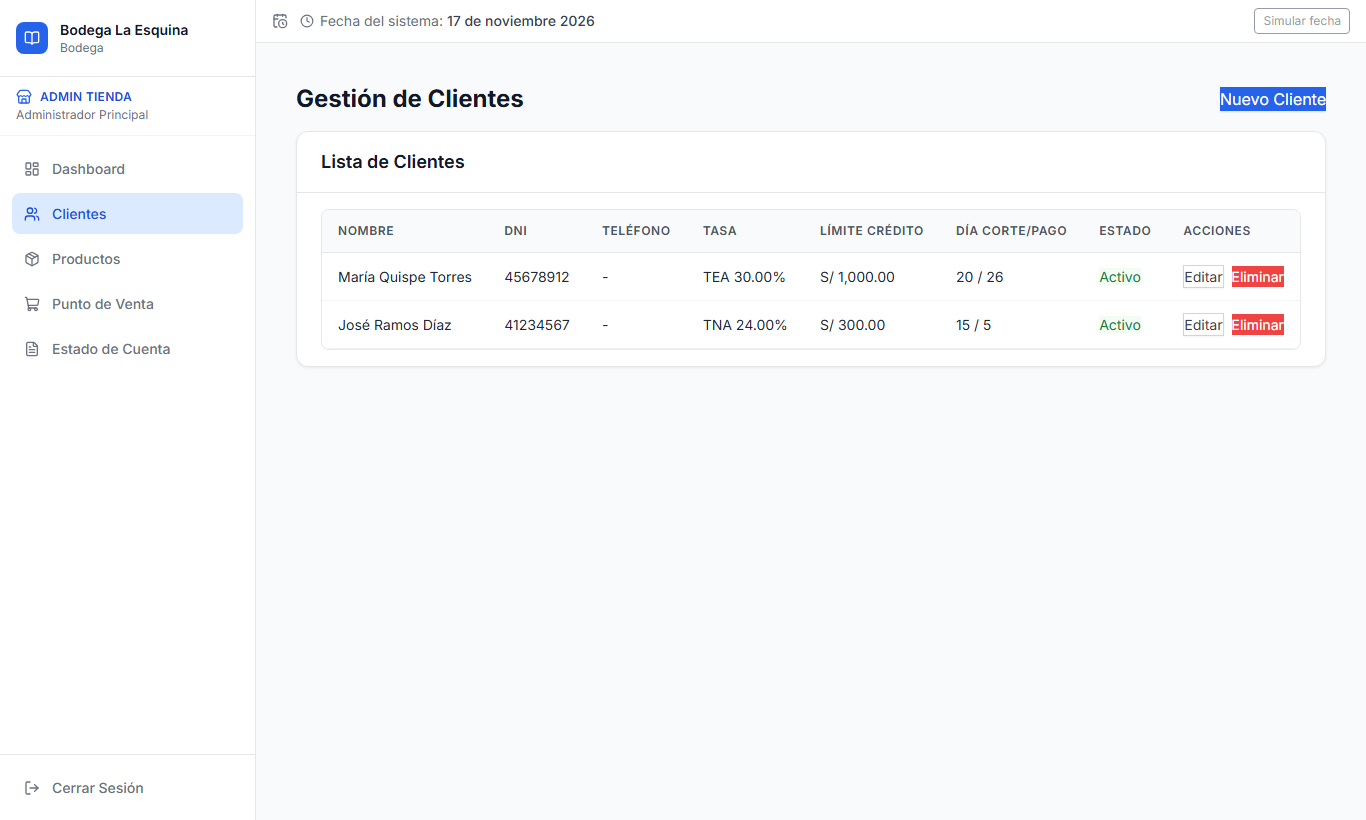 Bodega La Esquina
Bodega
ADMIN TIENDA
Administrador Principal
Dashboard
Clientes
Productos
Punto de Venta
Estado de Cuenta
Cerrar Sesión
Fecha del sistema: 17 de noviembre 2026
Simular fecha
Gestión de Clientes
Nuevo Cliente
Lista de Clientes
NOMBRE DNI TELÉFONO TASA LÍMITE CRÉDITO DÍA CORTE/PAGO ESTADO ACCIONES
María Quispe Torres 45678912 - TEA 30.00% S/ 1,000.00 20 / 26 Activo Editar Eliminar
José Ramos Díaz 41234567 - TNA 24.00% S/ 300.00 15 / 5 Activo Editar Eliminar